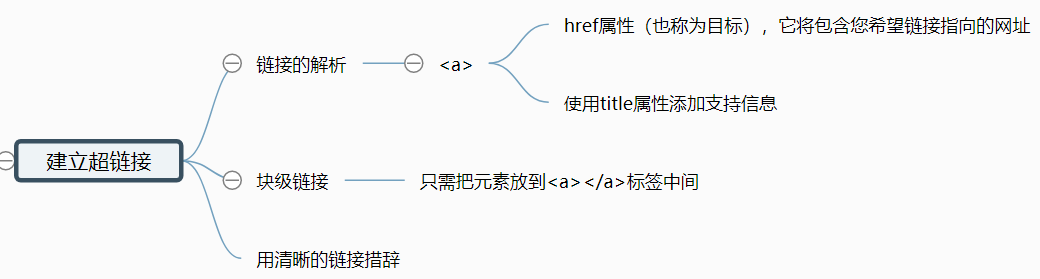 建立超链接
链接的解析
<a>
href属性（也称为目标），它将包含您希望链接指向的网址
使用title属性添加支持信息
块级链接
只需把元素放到<a></a>标签中间
用清晰的链接措辞